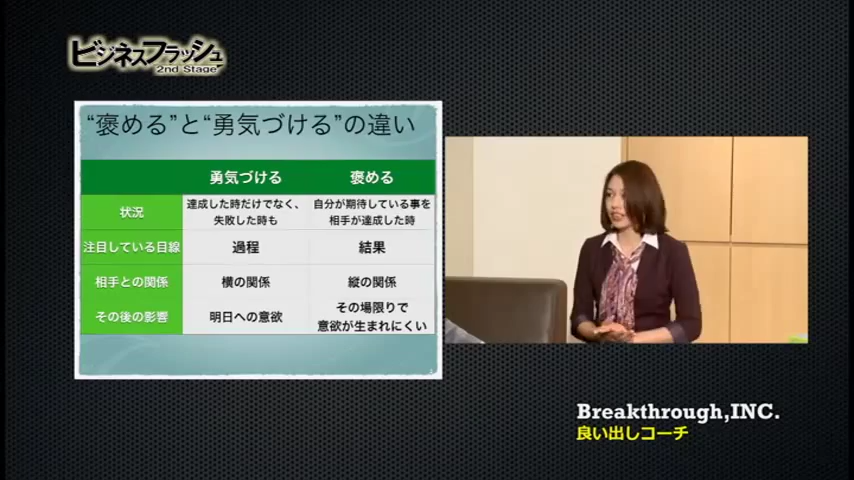 ビジネスフラッシュ
2nd Stage
“褒める”と“勇気づける”の違い
勇気づける 褒める
状況 達成した時だけでなく、失敗した時も 自分が期待している事を相手が達成した時
注目している目線 過程 結果
相手との関係 横の関係 縦の関係
その後の影響 明日への意欲 その場限りで意欲が生まれにくい
Breakthrough,INC.
良い出しコーチ